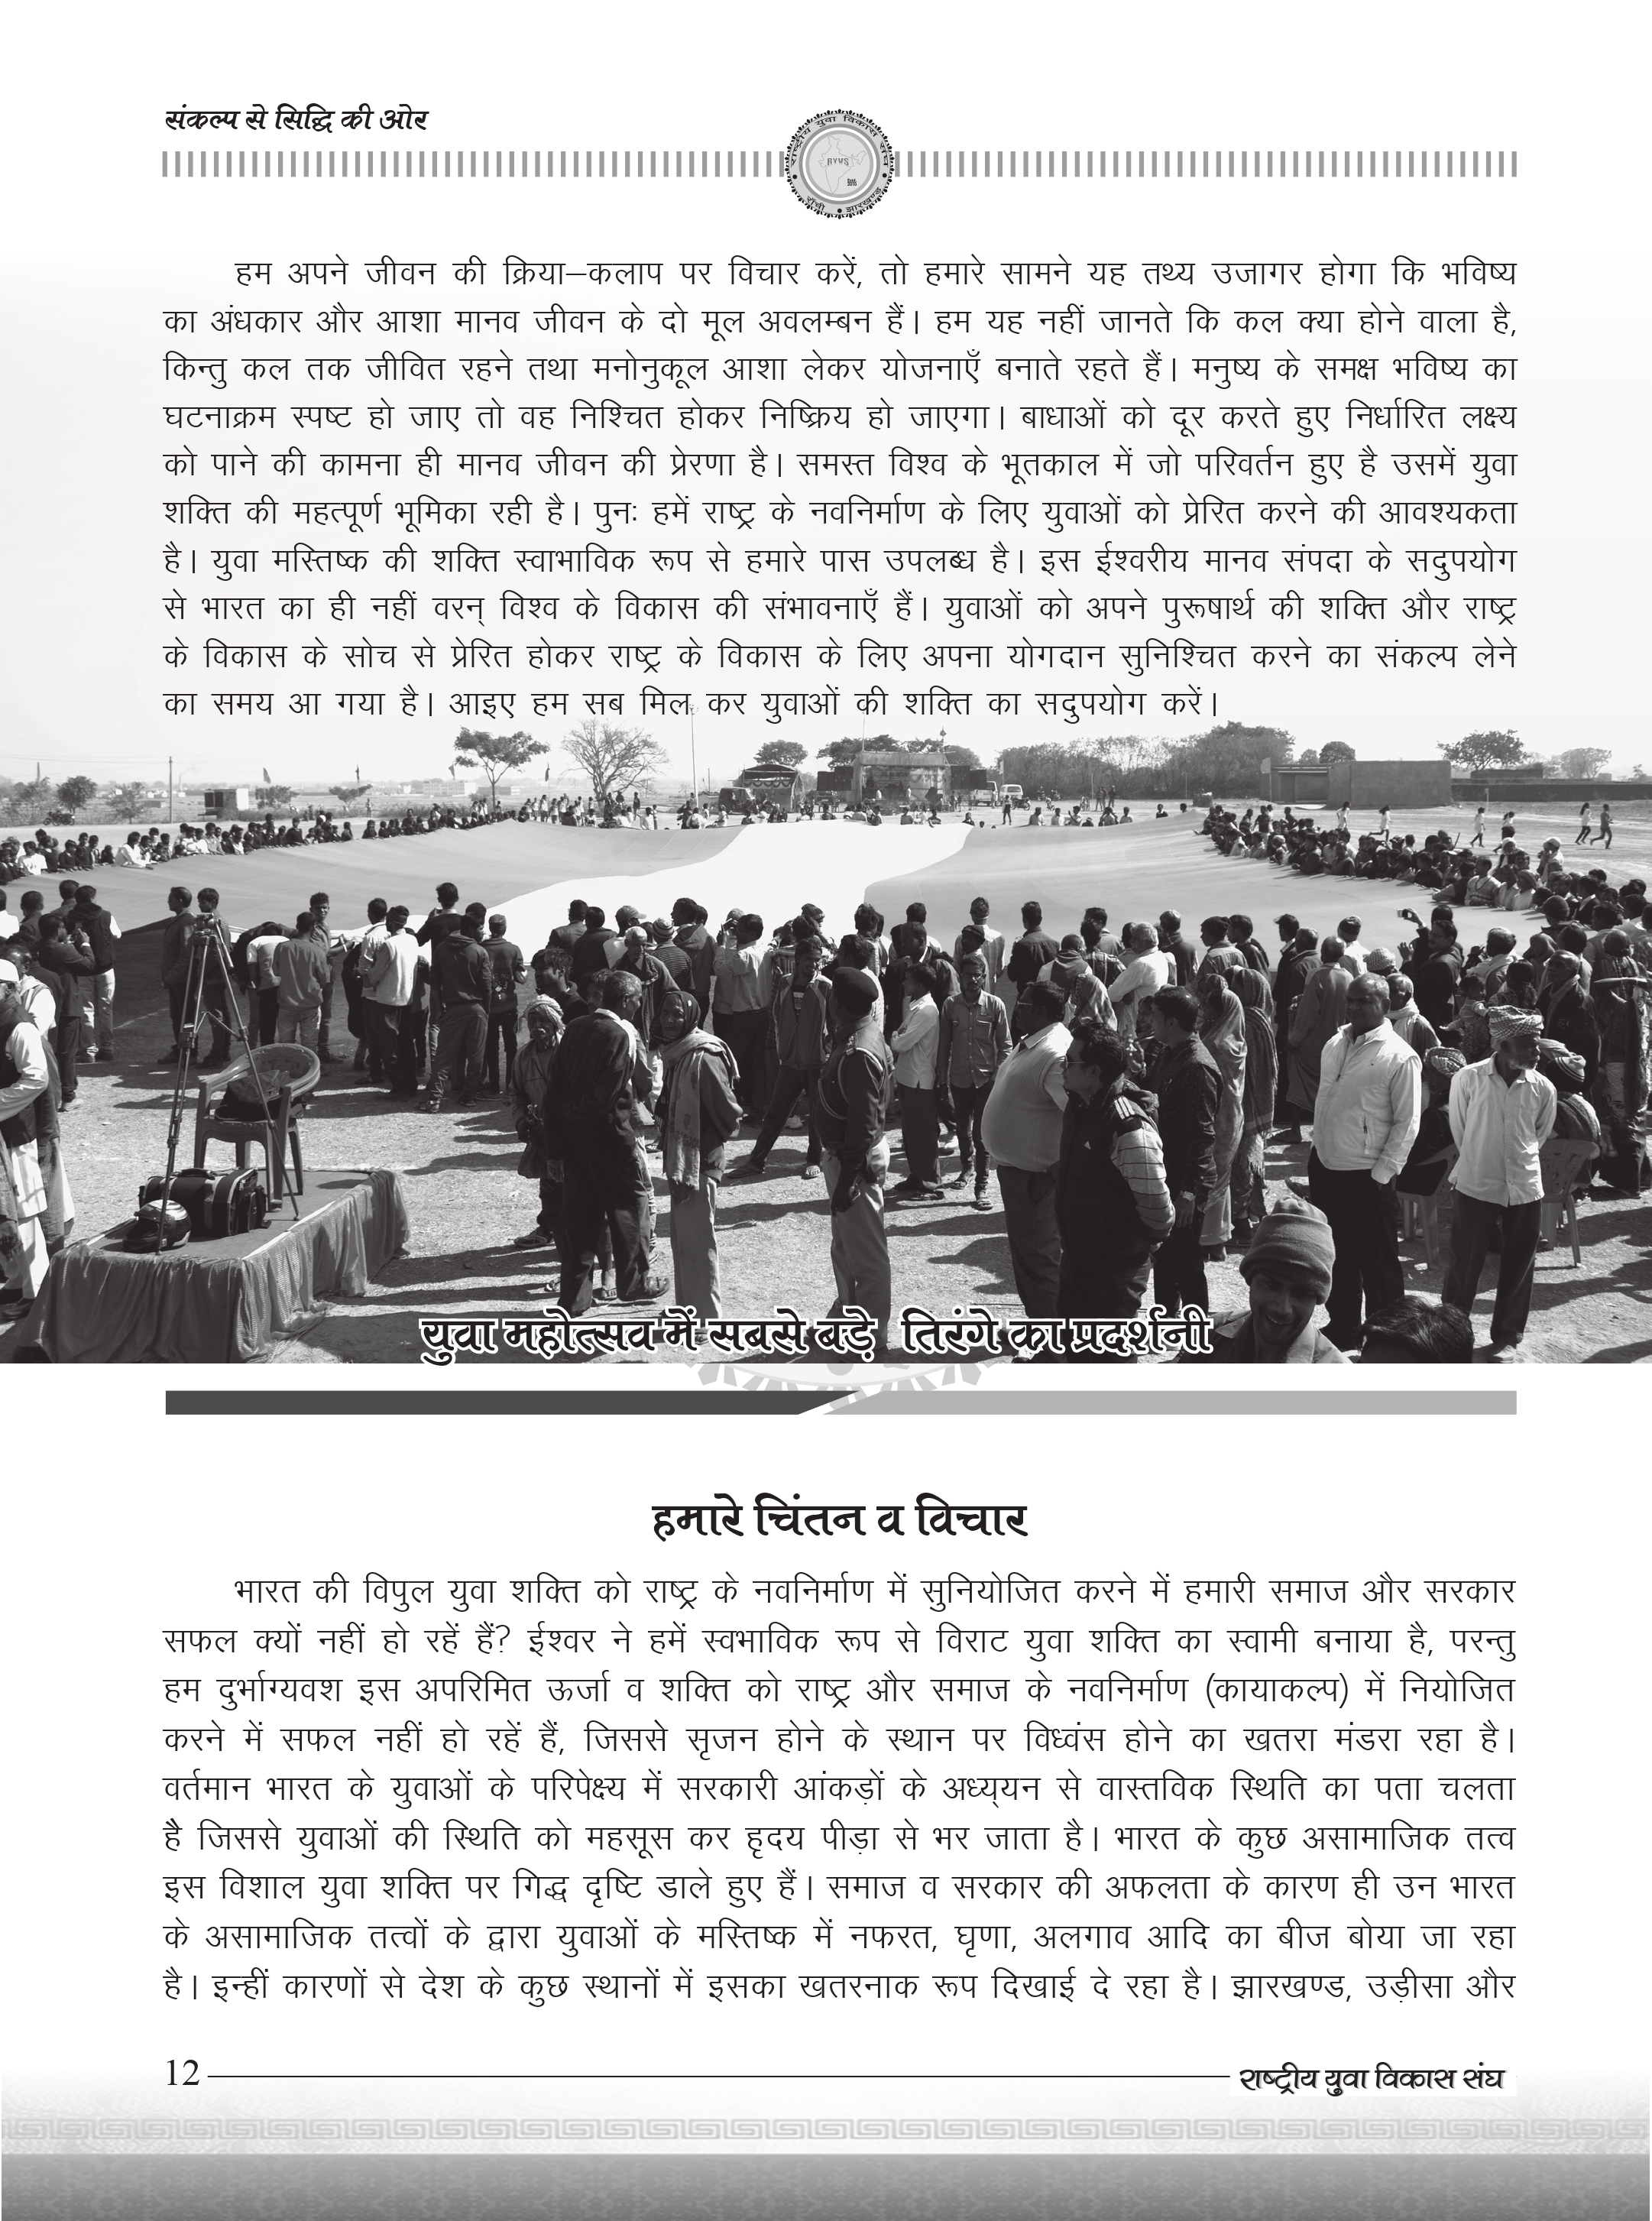 संकल्प से सिद्धि की ओर
राष्ट्रीय युवा विकास संघ
RYVS
राँची • झारखण्ड
हम अपने जीवन की क्रिया–कलाप पर विचार करें, तो हमारे सामने यह तथ्य उजागर होगा कि भविष्य
का अंधकार और आशा मानव जीवन के दो मूल अवलम्बन हैं। हम यह नहीं जानते कि कल क्या होने वाला है,
किन्तु कल तक जीवित रहने तथा मनोनुकूल आशा लेकर योजनाएँ बनाते रहते हैं। मनुष्य के समक्ष भविष्य का
घटनाक्रम स्पष्ट हो जाए तो वह निश्चित होकर निष्क्रिय हो जाएगा। बाधाओं को दूर करते हुए निर्धारित लक्ष्य
को पाने की कामना ही मानव जीवन की प्रेरणा है। समस्त विश्व के भूतकाल में जो परिवर्तन हुए है उसमें युवा
शक्ति की महत्पूर्ण भूमिका रही है। पुनः हमें राष्ट्र के नवनिर्माण के लिए युवाओं को प्रेरित करने की आवश्यकता
है। युवा मस्तिष्क की शक्ति स्वाभाविक रूप से हमारे पास उपलब्ध है। इस ईश्वरीय मानव संपदा के सदुपयोग
से भारत का ही नहीं वरन् विश्व के विकास की संभावनाएँ हैं। युवाओं को अपने पुरूषार्थ की शक्ति और राष्ट्र
के विकास के सोच से प्रेरित होकर राष्ट्र के विकास के लिए अपना योगदान सुनिश्चित करने का संकल्प लेने
का समय आ गया है। आइए हम सब मिल कर युवाओं की शक्ति का सदुपयोग करें।
युवा महोत्सव में सबसे बड़े तिरंगे का प्रदर्शनी
हमारे चिंतन व विचार
भारत की विपुल युवा शक्ति को राष्ट्र के नवनिर्माण में सुनियोजित करने में हमारी समाज और सरकार
सफल क्यों नहीं हो रहें हैं? ईश्वर ने हमें स्वभाविक रूप से विराट युवा शक्ति का स्वामी बनाया है, परन्तु
हम दुर्भाग्यवश इस अपरिमित ऊर्जा व शक्ति को राष्ट्र और समाज के नवनिर्माण (कायाकल्प) में नियोजित
करने में सफल नहीं हो रहें हैं, जिससे सृजन होने के स्थान पर विध्वंस होने का खतरा मंडरा रहा है।
वर्तमान भारत के युवाओं के परिपेक्ष्य में सरकारी आंकड़ों के अध्य्यन से वास्तविक स्थिति का पता चलता
है जिससे युवाओं की स्थिति को महसूस कर हृदय पीड़ा से भर जाता है। भारत के कुछ असामाजिक तत्व
इस विशाल युवा शक्ति पर गिद्ध दृष्टि डाले हुए हैं। समाज व सरकार की अफलता के कारण ही उन भारत
के असामाजिक तत्वों के द्वारा युवाओं के मस्तिष्क में नफरत, घृणा, अलगाव आदि का बीज बोया जा रहा
है। इन्हीं कारणों से देश के कुछ स्थानों में इसका खतरनाक रूप दिखाई दे रहा है। झारखण्ड, उड़ीसा और
12
राष्ट्रीय युवा विकास संघ